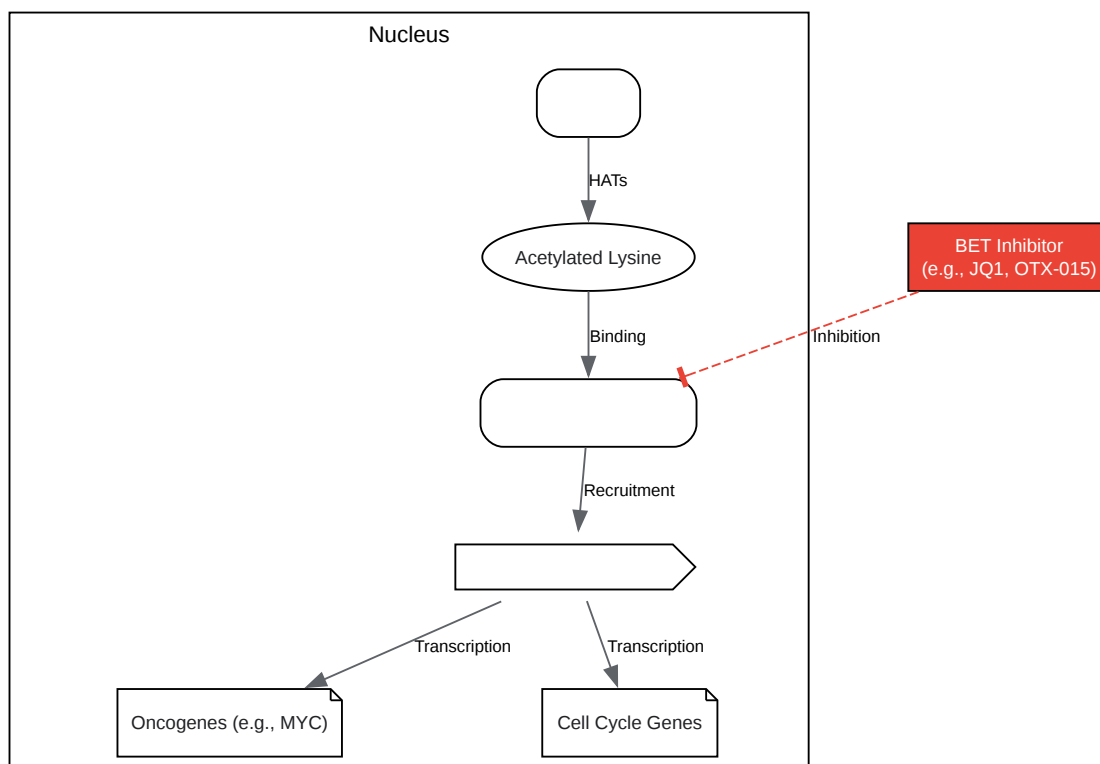 Nucleus
HATs
Acetylated Lysine
BET Inhibitor
(e.g., JQ1, OTX-015)
Binding
Inhibition
Recruitment
Transcription
Transcription
Oncogenes (e.g., MYC)
Cell Cycle Genes